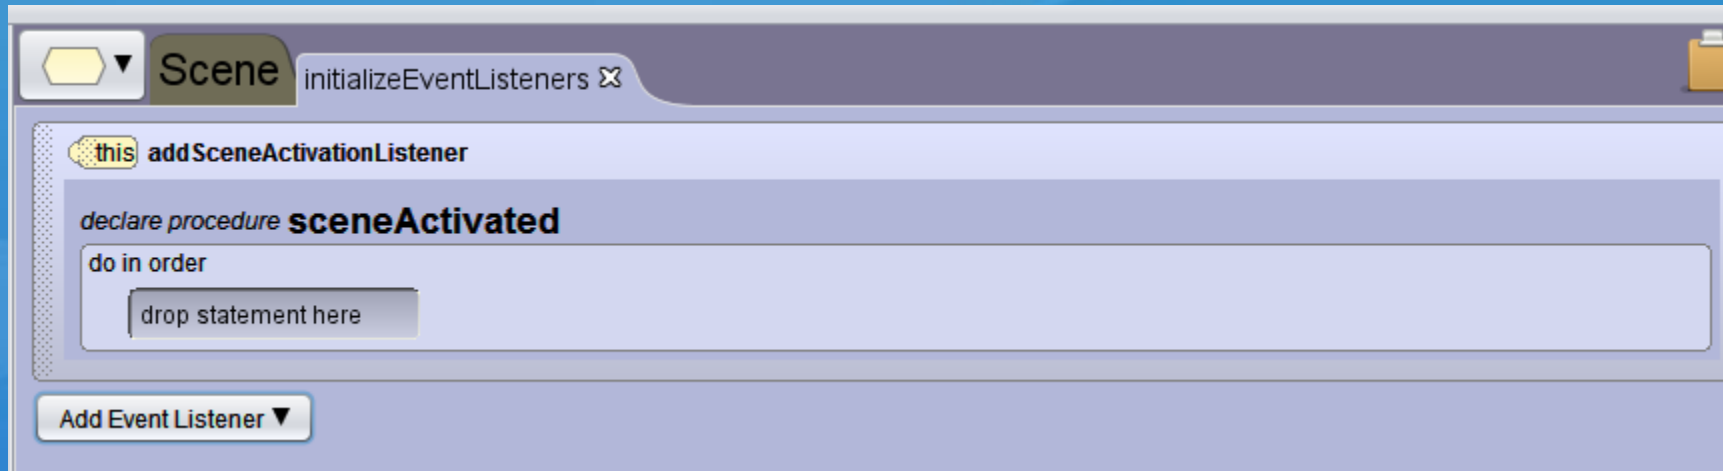 Scene initializeEventListeners
this addSceneActivationListener
declare procedure sceneActivated
do in order
drop statement here
Add Event Listener